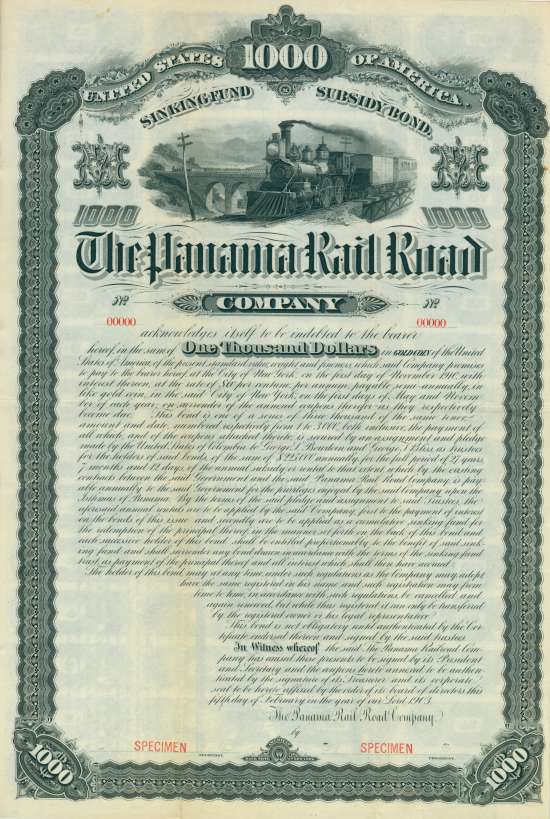 1000
UNITED STATES OF AMERICA.
SINKING FUND SUBSIDY BOND.
M M
1000 1000
The Panama Rail Road
COMPANY
No No
00000 00000
acknowledges itself to be indebted to the bearer
hereof in the sum of One Thousand Dollars in GOLD COIN of the United
States of America, of the present standard value, weight and fineness, which said Company promises
to pay to the bearer hereof, at the City of New York, on the first day of November 1910, with
interest thereon, at the rate of per centum, per annum, payable semi-annually, in
like gold coin, in the said City of New York, on the first days of May and Novem-
ber of each year, on surrender of the annual coupons therefor as they respectively
become due. This bond is one of a series of three thousand of the same tenor,
amount and date, numbered respectively from 1 to 3000, both inclusive, the payment of
all which, and of the coupons attached thereto, is secured by an assignment and pledge
made by the United States of Colombia to George S. Bowdoin and George T. Bliss, as trustees
for the holders of said bonds, of the sum of $225,000 annually, for the full period of 27 years,
7 months and 12 days of the annual subsidy or rental to that extent which by the existing
contracts between the said Government and the said Panama Rail Road Company is pay-
able annually to the said Government for the privileges enjoyed by the said Company upon the
Isthmus of Panama. By the terms of the said pledge and assignment to said Trustees, the
aforesaid annual rentals are to be applied by the said Company, first to the payment of interest
on the bonds of this issue and secondly are to be applied as a cumulative sinking fund for
the redemption of the principal thereof in the manner set forth on the back of this bond and
each successive holder of this bond shall be entitled proportionally to the benefit of said sink-
ing fund and shall surrender any bond drawn in accordance with the terms of the sinking fund
trust, on payment of the principal thereof and all interest which shall then have accrued.
The holders of this bond may at any time, under such regulations as the Company may adopt
have the same registered in his name and such registration may from
time to time, in accordance with such regulations be cancelled and
again renewed, but while thus registered it can only be transferred
by the registered owner or his legal representative.
This bond is not obligatory until authenticated by the Cer-
tificate endorsed thereon and signed by the said trustees.
In Witness whereof the said The Panama Railroad Com-
pany has caused these presents to be signed by its President
and Secretary and the coupons hereto annexed to be authen-
ticated by the signature of its Treasurer and its corporate
seal to be hereto affixed by the order of its board of directors this
fifth day of February in the year of our Lord 1903.
The Panama Rail Road Company
by
SPECIMEN SPECIMEN
1000 1000